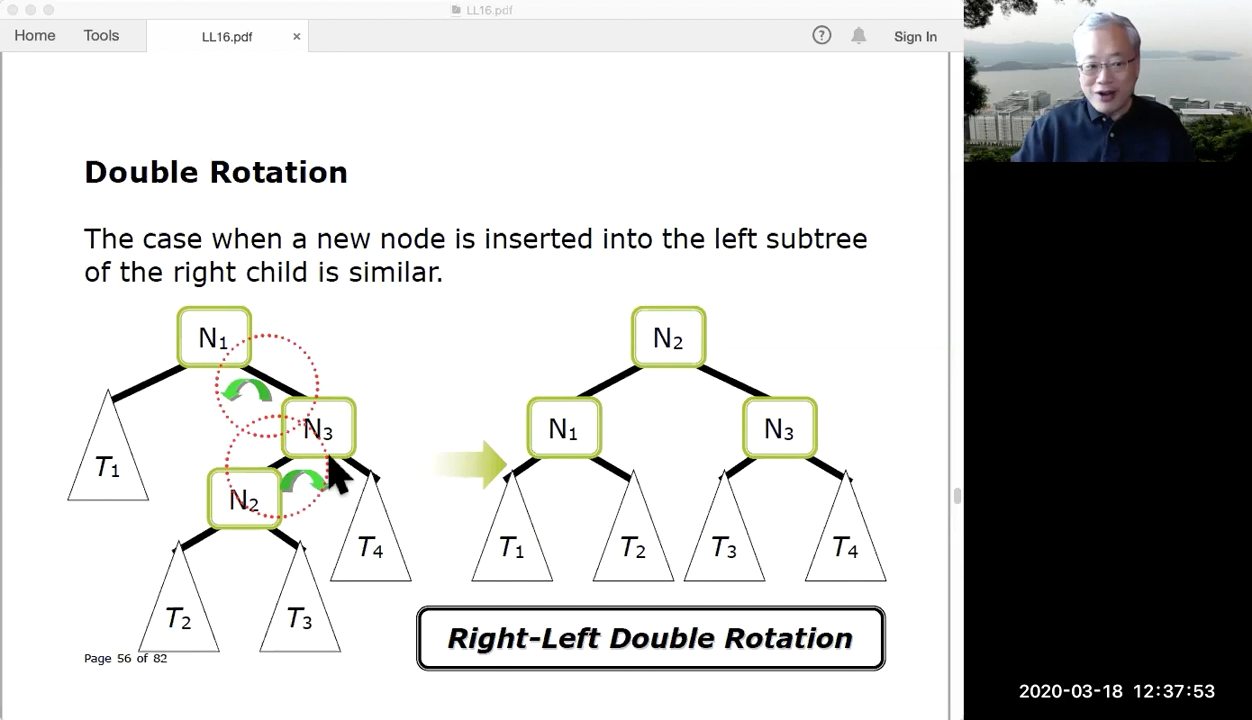 LL16.pdf
Home Tools LL16.pdf × ? Sign In
Double Rotation
The case when a new node is inserted into the left subtree
of the right child is similar.
N1
N2
N3
N1
N3
T1
N2
T4
T1
T2
T3
T4
T2
T3
Right-Left Double Rotation
Page 56 of 82
2020-03-18 12:37:53